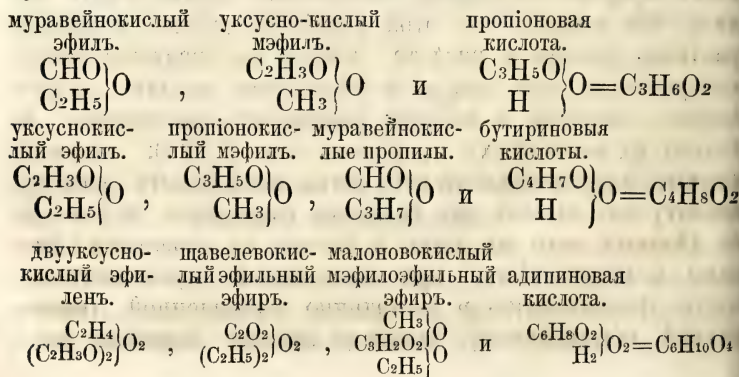 муравейнокислый уксусно-кислый пропіоновая
эфилъ. мэфилъ. кислота.
CHO C2H3O C3H5O
O , O и O=C3H6O2
C2H5 CH3 H
уксуснокис- пропіонокис- муравейнокис- бутириновыя
лый эфилъ. лый мэфилъ. лые пропилы. кислоты.
C2H3O C3H5O CHO C4H7O
O , O , O и O=C4H8O2
C2H5 CH3 C3H7 H
двууксусно- щавелевокис- малоновокислый
кислый эфи- лый эфильный мэфилоэфильный адипиновая
ленъ. эфиръ. эфиръ. кислота.
CH3
C2H4 C2O2 O C6H8O2
O2 , O2 , C3H2O2 и O2=C6H10O4
(C2H3O)2 (C2H5)2 O H2
C2H5